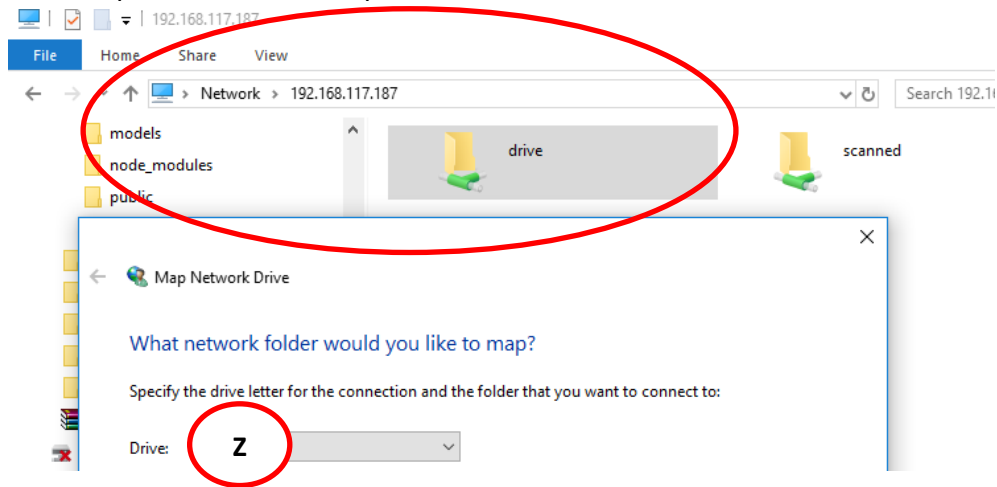 192.168.117.187
File Home Share View
Network > 192.168.117.187
Search 192.1
models
node_modules
public
drive
scanned
Map Network Drive
What network folder would you like to map?
Specify the drive letter for the connection and the folder that you want to connect to:
Drive: Z